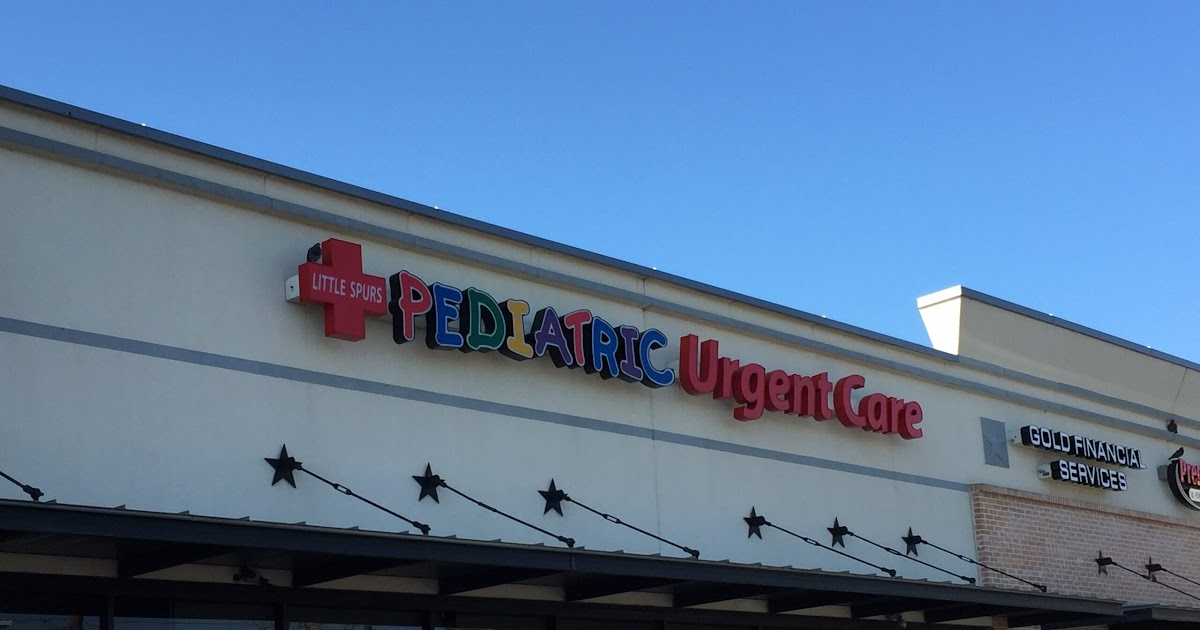 LITTLE SPURS
PEDIATRIC Urgent Care
GOLD FINANCIAL
SERVICES